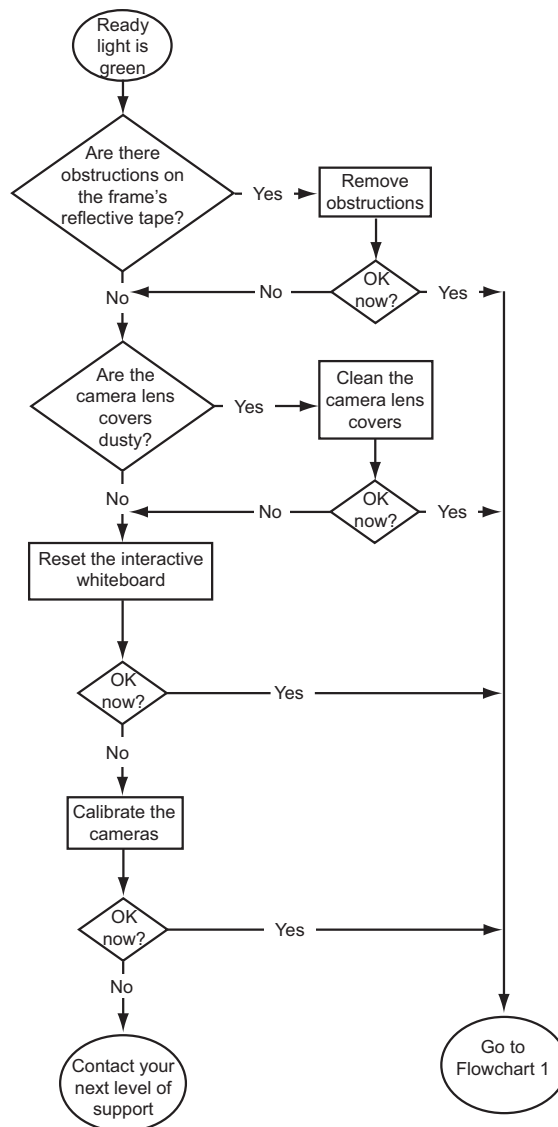 Ready
light is
green
Are there
obstructions on
the frame's
reflective tape?
Yes
Remove
obstructions
No
No
OK
now?
Yes
Are the
camera lens
covers
dusty?
Yes
Clean the
camera lens
covers
No
No
OK
now?
Yes
Reset the interactive
whiteboard
OK
now?
Yes
No
Calibrate the
cameras
OK
now?
Yes
No
Contact your
next level of
support
Go to
Flowchart 1